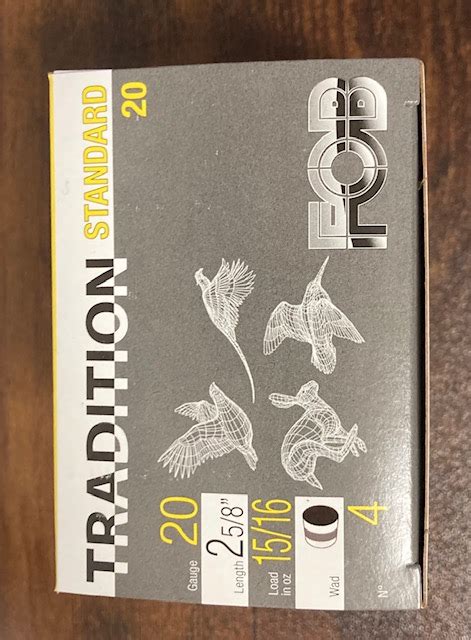 TRADITION
STANDARD
20
FOB
Gauge 20
Length 2 5/8"
Load in oz 15/16
Wad
N° 4